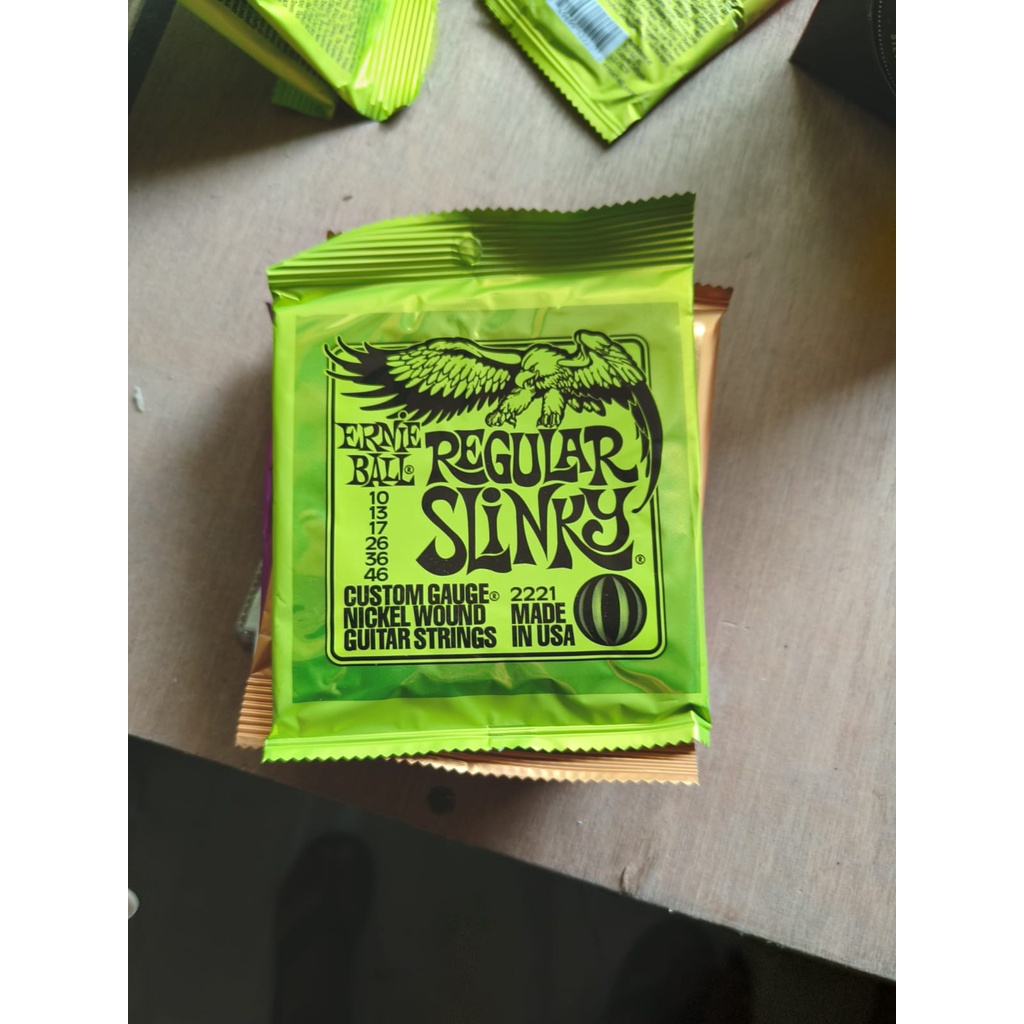 ERNiE
BALL®
REGULAR
SLiNKY®
10
13
17
26
36
46
CUSTOM GAUGE®
NICKEL WOUND
GUITAR STRINGS
2221
MADE
IN USA